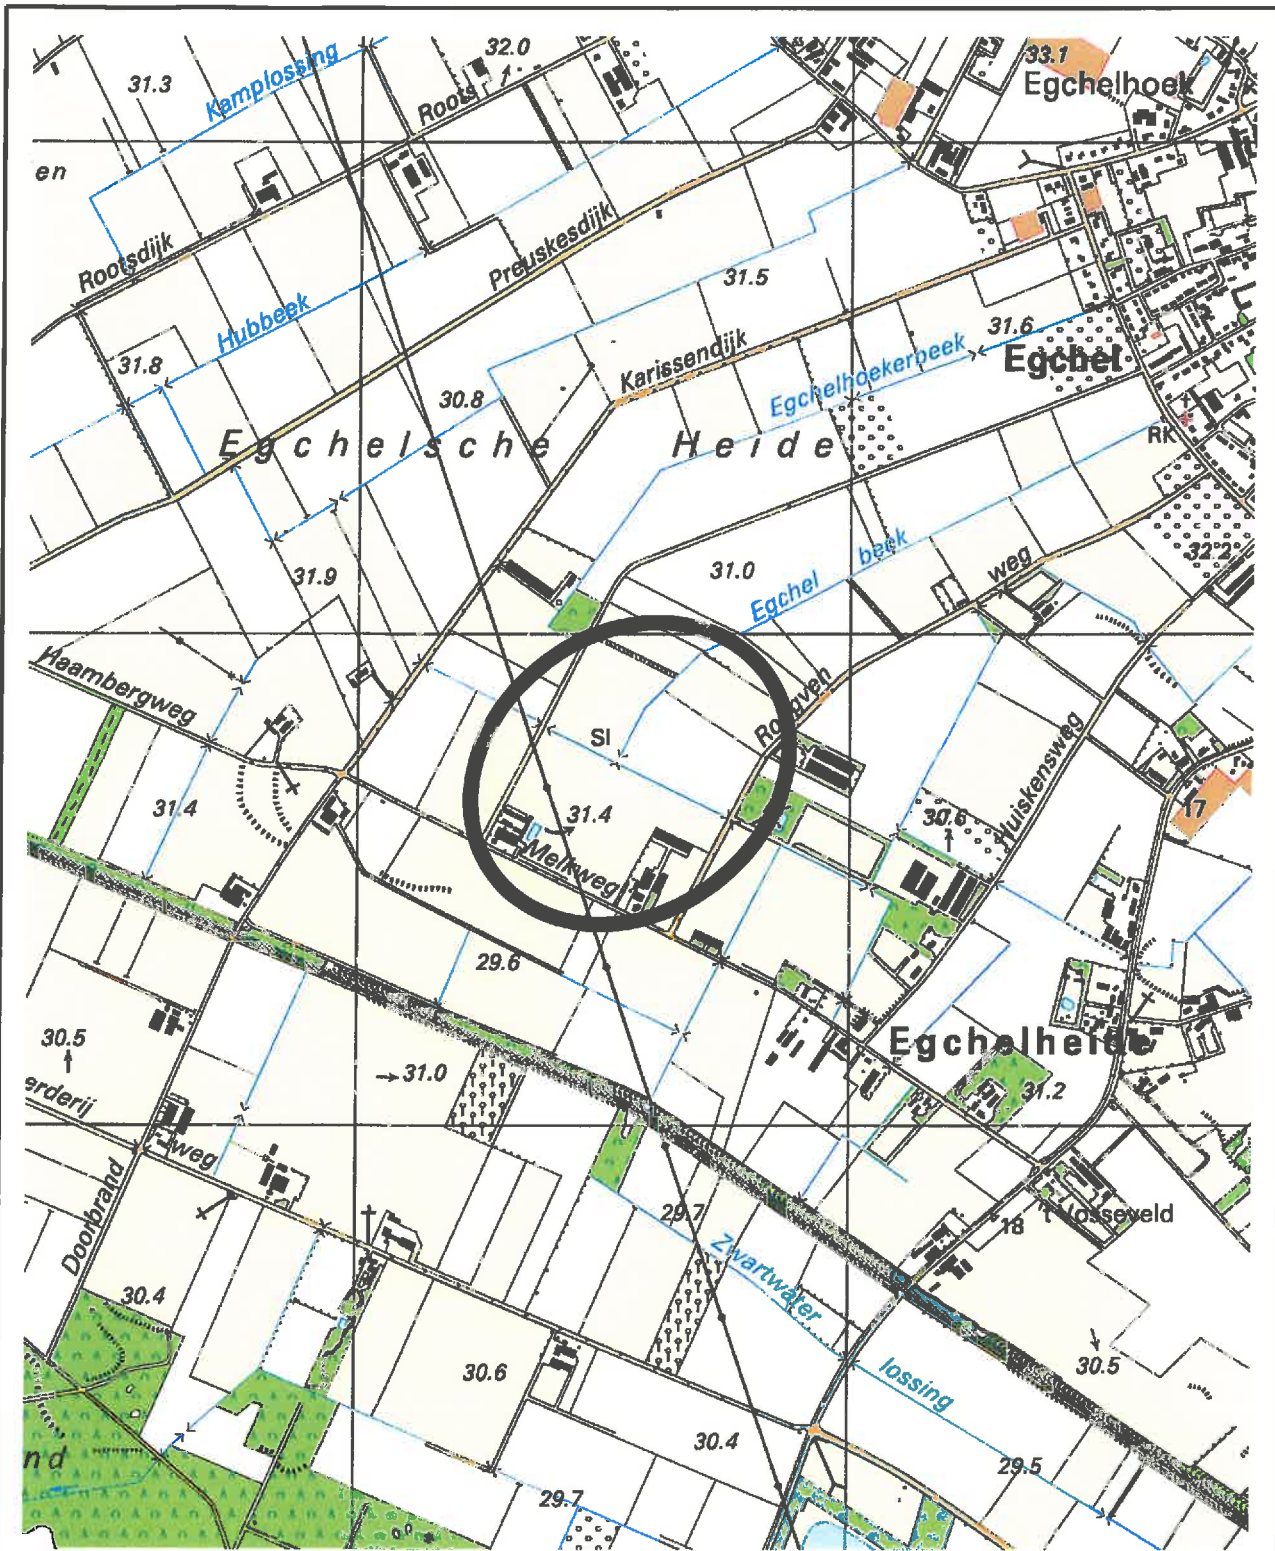 32.0
33.1
Egchelhoek
31.3
Kamplossing
Roots
en
Rootsdijk
Preuskesdijk
31.5
Hubbeek
31.6
Karissendijk
Egchelhoekerbeek
Egchel
31.8
30.8
Egchelsche Heide
RK
32.2
31.9
31.0
Egchel beek
weg
Haambergweg
Roggven
SI
Huiskensweg
31.4
31.4
30.6
17
Melkweg
29.6
30.5
31.0
Egchelheide
31.2
erderij
weg
Doorbrand
29.7
18
't Vosseveld
Zwartwater
30.4
30.6
30.5
lossing
30.4
nd
29.5
29.7